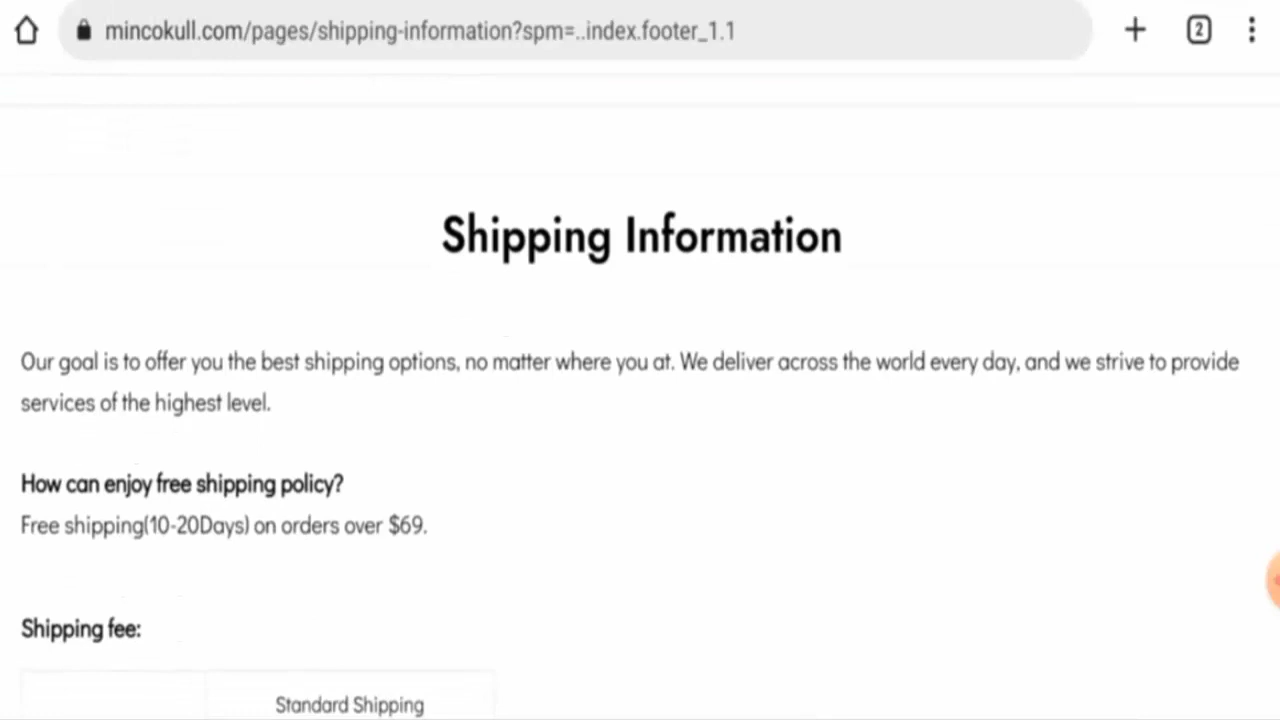 mincokull.com/pages/shipping-information?spm=..index.footer_1.1
2
Shipping Information
Our goal is to offer you the best shipping options, no matter where you at. We deliver across the world every day, and we strive to provide
services of the highest level.
How can enjoy free shipping policy?
Free shipping(10-20Days) on orders over $69.
Shipping fee:
Standard Shipping